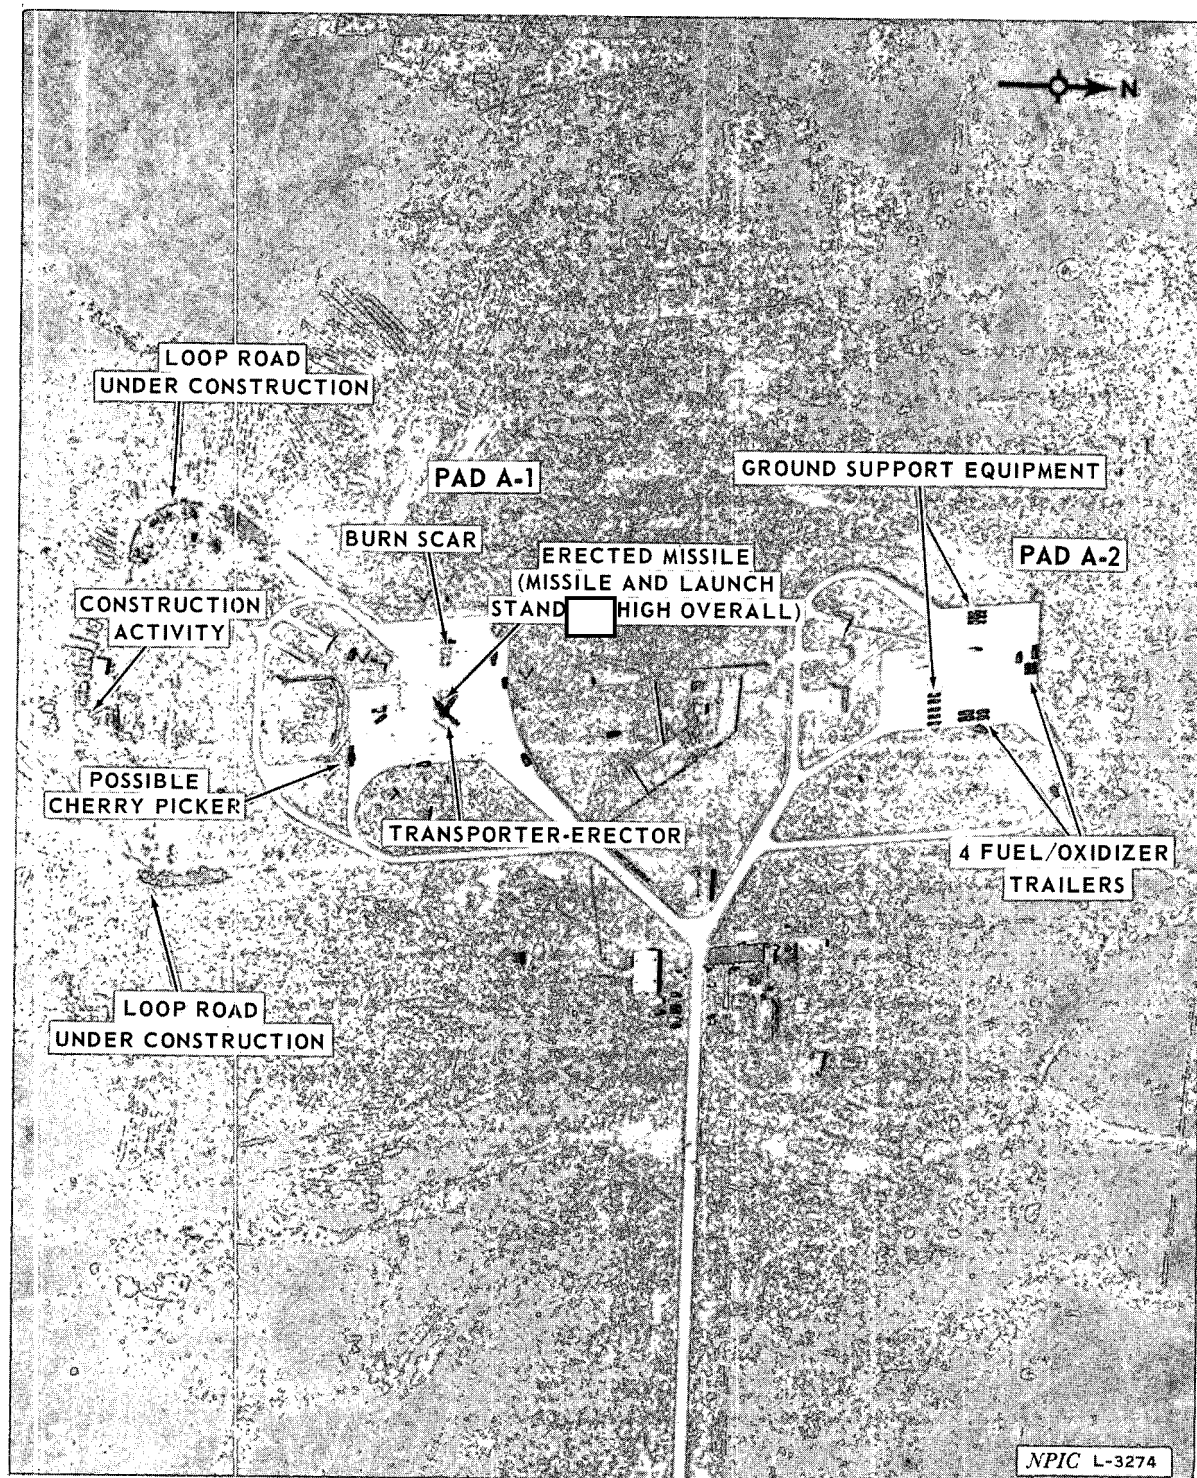 N
LOOP ROAD
UNDER CONSTRUCTION
PAD A-1
GROUND SUPPORT EQUIPMENT
BURN SCAR
ERECTED MISSILE
(MISSILE AND LAUNCH
STAND HIGH OVERALL)
PAD A-2
CONSTRUCTION
ACTIVITY
POSSIBLE
CHERRY PICKER
TRANSPORTER-ERECTOR
4 FUEL/OXIDIZER
TRAILERS
LOOP ROAD
UNDER CONSTRUCTION
NPIC L-3274